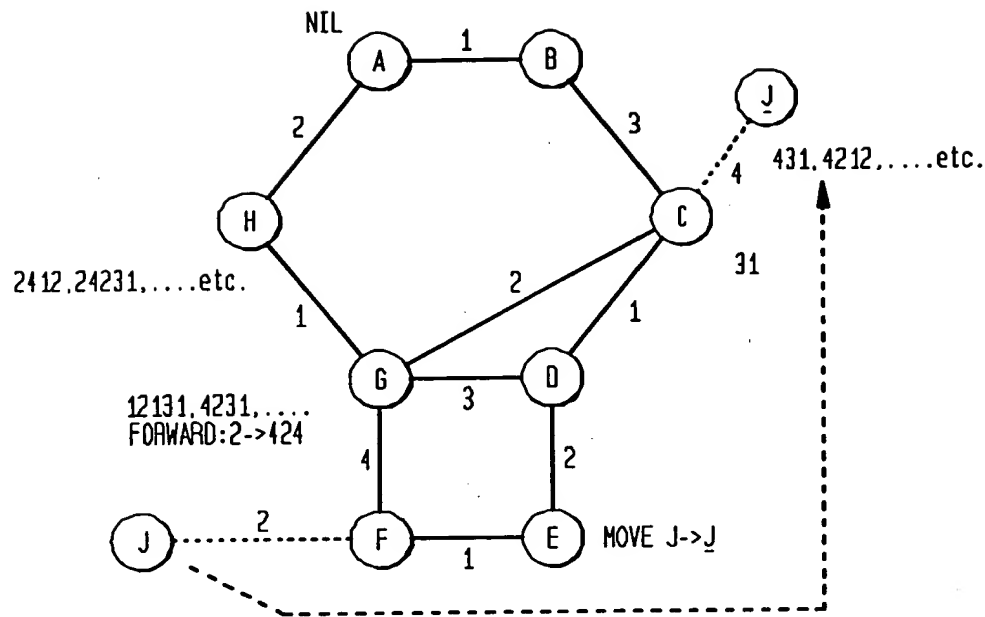 NIL
A
1
B
J
2
3
4
431,4212,....etc.
H
C
31
2412,24231,....etc.
2
1
1
G
3
D
12131,4231,....
FORWARD:2->424
4
2
J
2
F
1
E
MOVE J->J